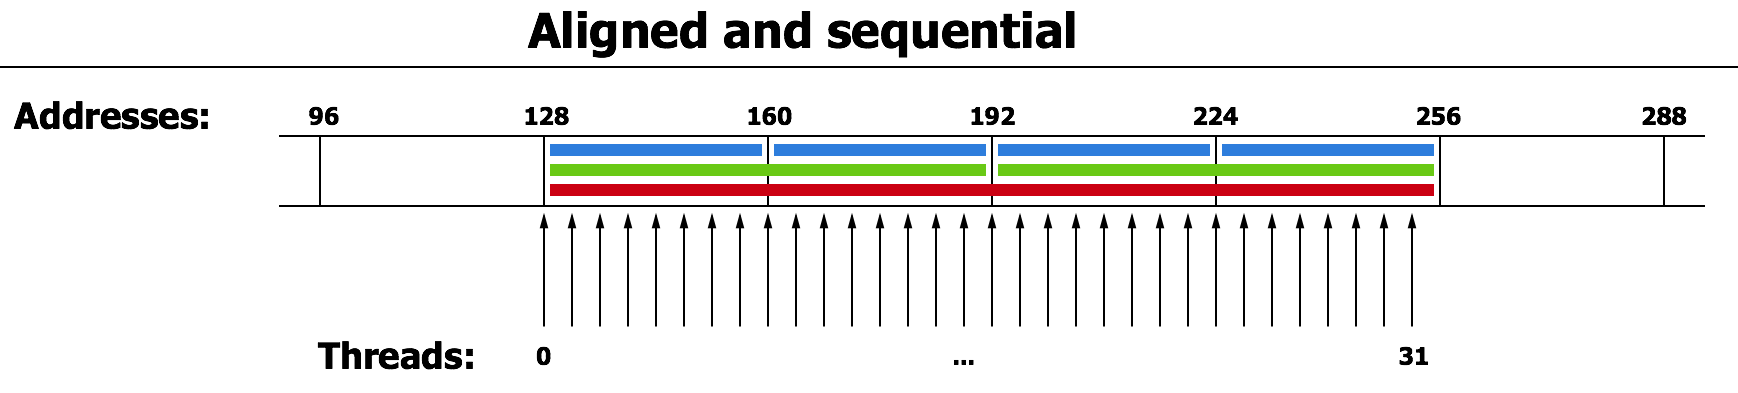 Aligned and sequential
Addresses: 96 128 160 192 224 256 288
Threads: 0 ... 31